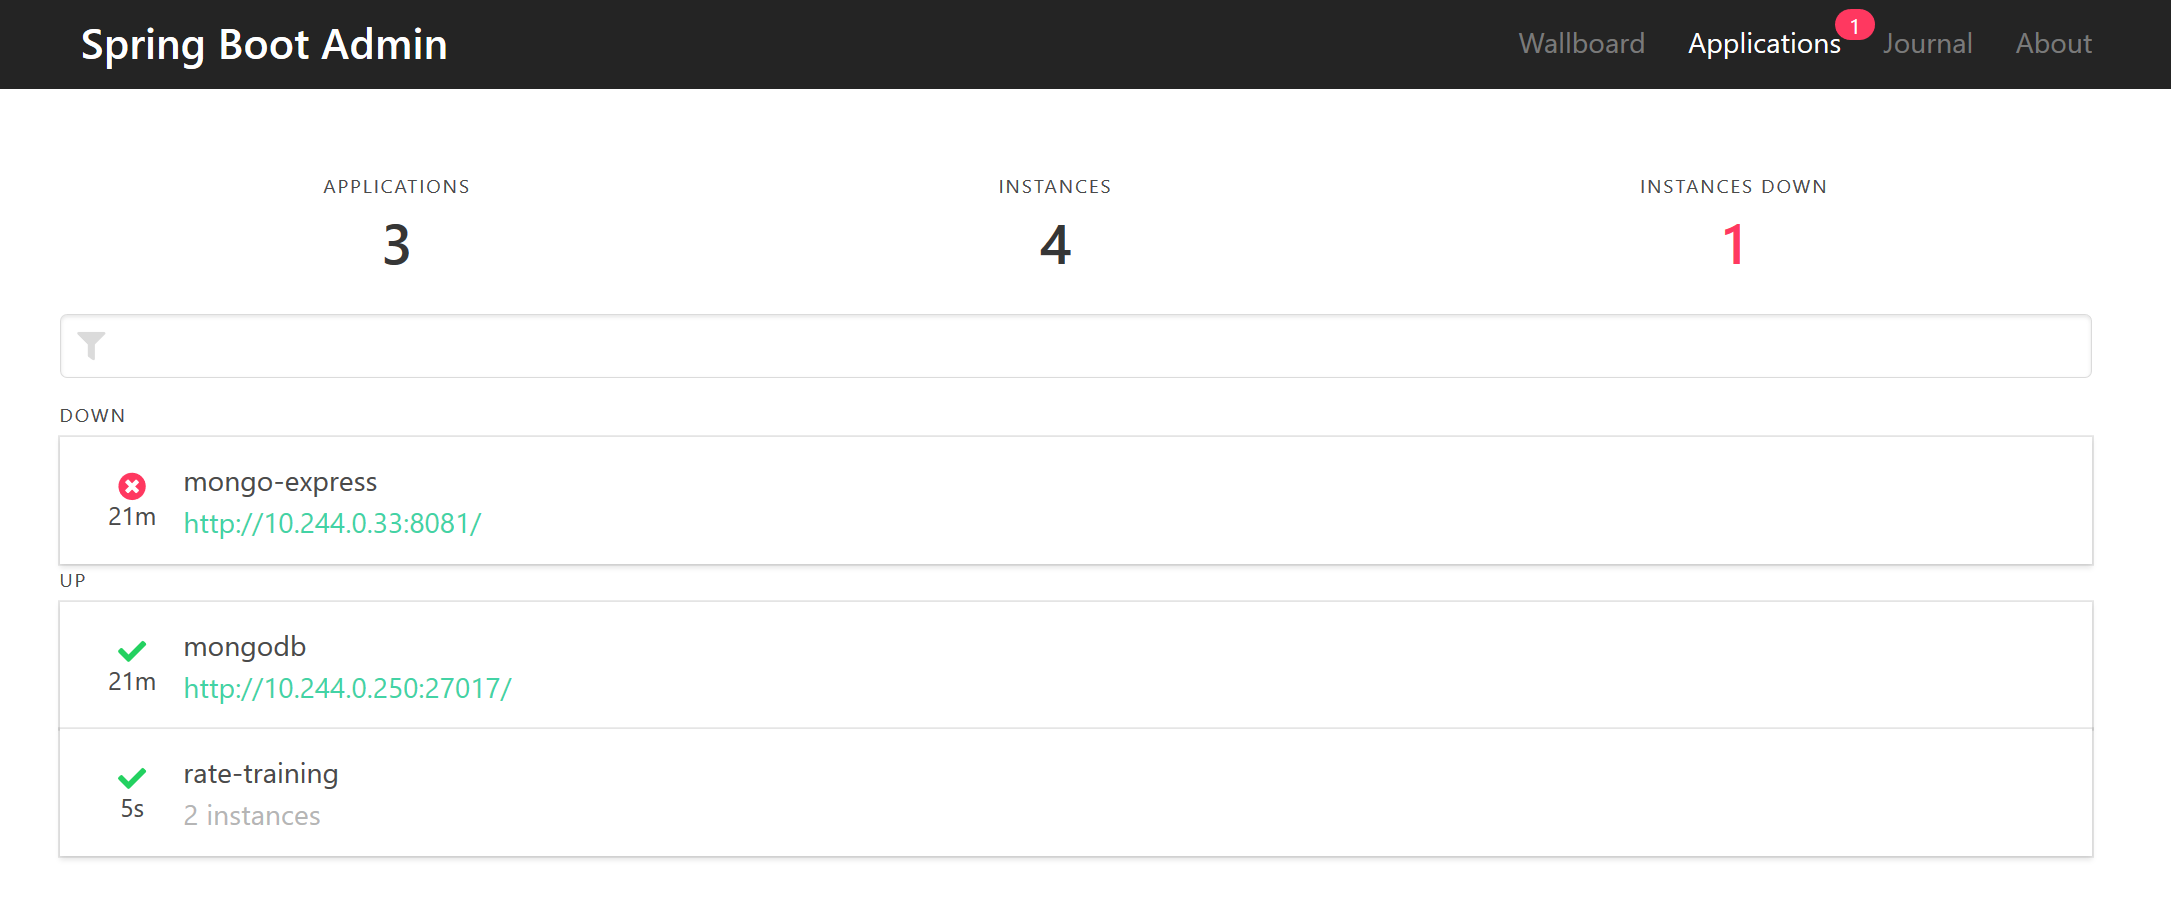 Spring Boot Admin
Wallboard Applications 1 Journal About
APPLICATIONS INSTANCES INSTANCES DOWN
3 4 1
DOWN
mongo-express
21m http://10.244.0.33:8081/
UP
mongodb
21m http://10.244.0.250:27017/
rate-training
5s 2 instances